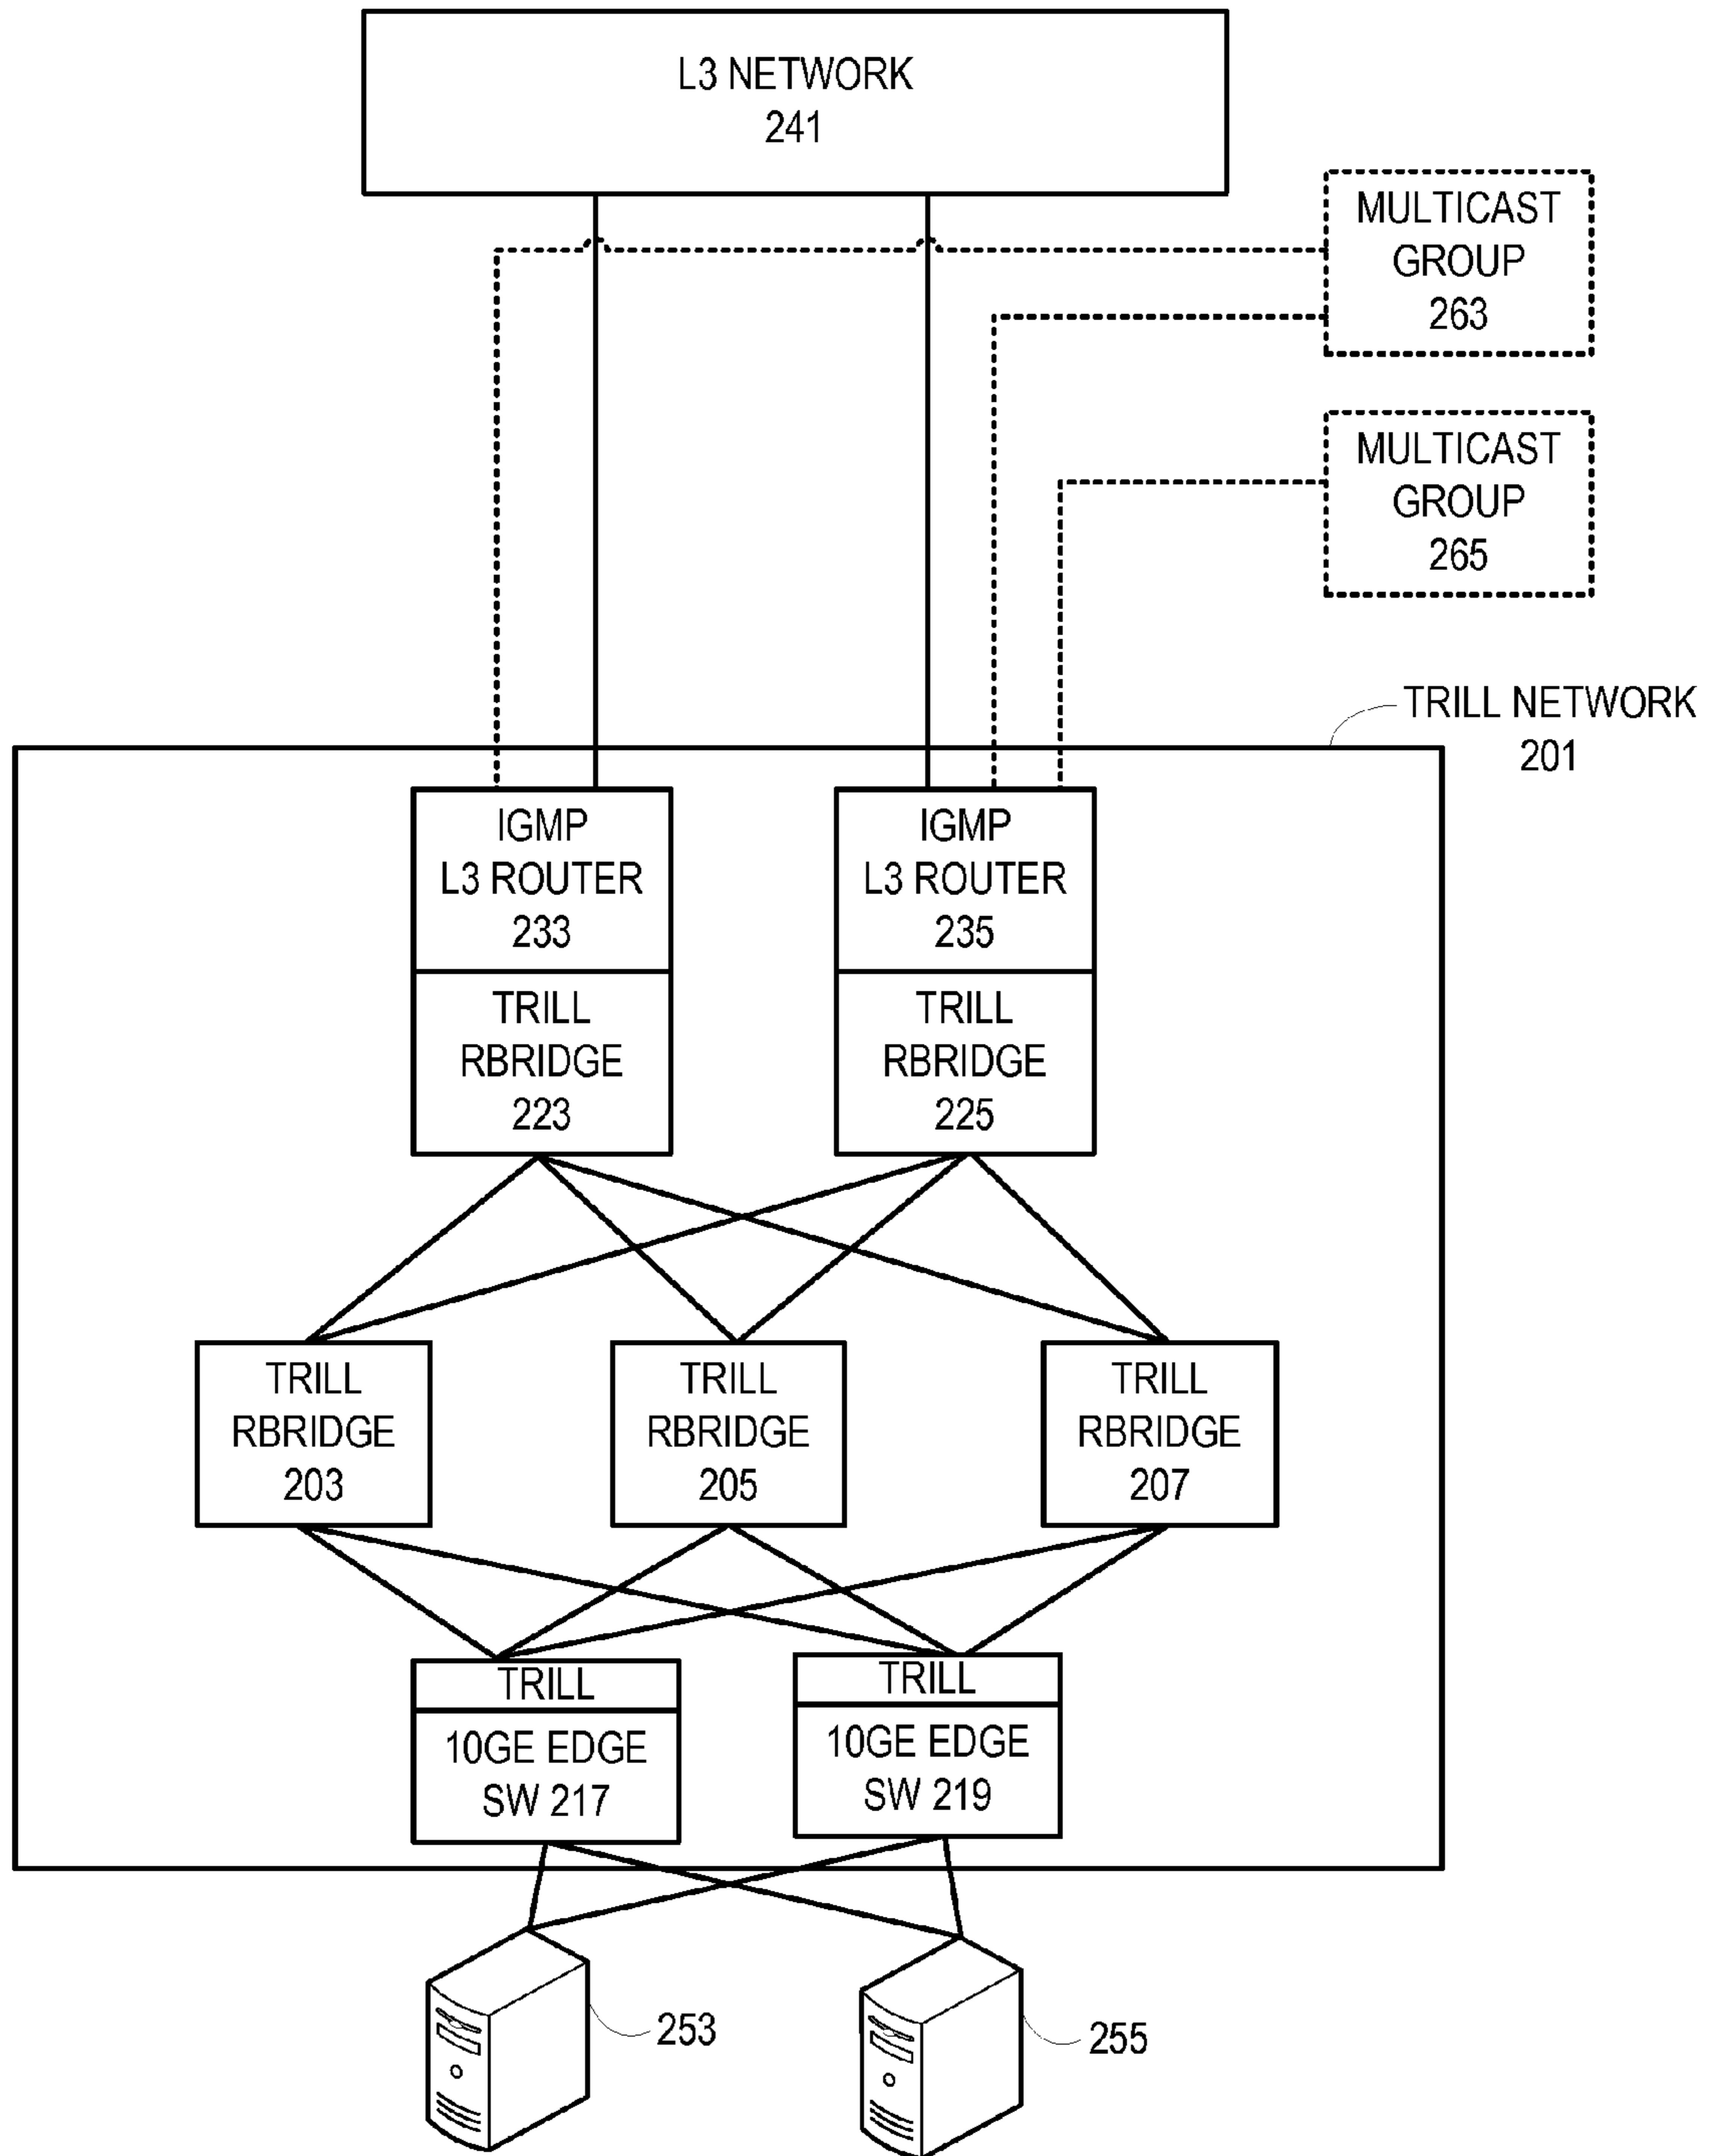 L3 NETWORK
241
MULTICAST
GROUP
263
MULTICAST
GROUP
265
TRILL NETWORK
201
IGMP
L3 ROUTER
233
TRILL
RBRIDGE
223
IGMP
L3 ROUTER
235
TRILL
RBRIDGE
225
TRILL
RBRIDGE
203
TRILL
RBRIDGE
205
TRILL
RBRIDGE
207
TRILL
10GE EDGE
SW 217
TRILL
10GE EDGE
SW 219
253
255